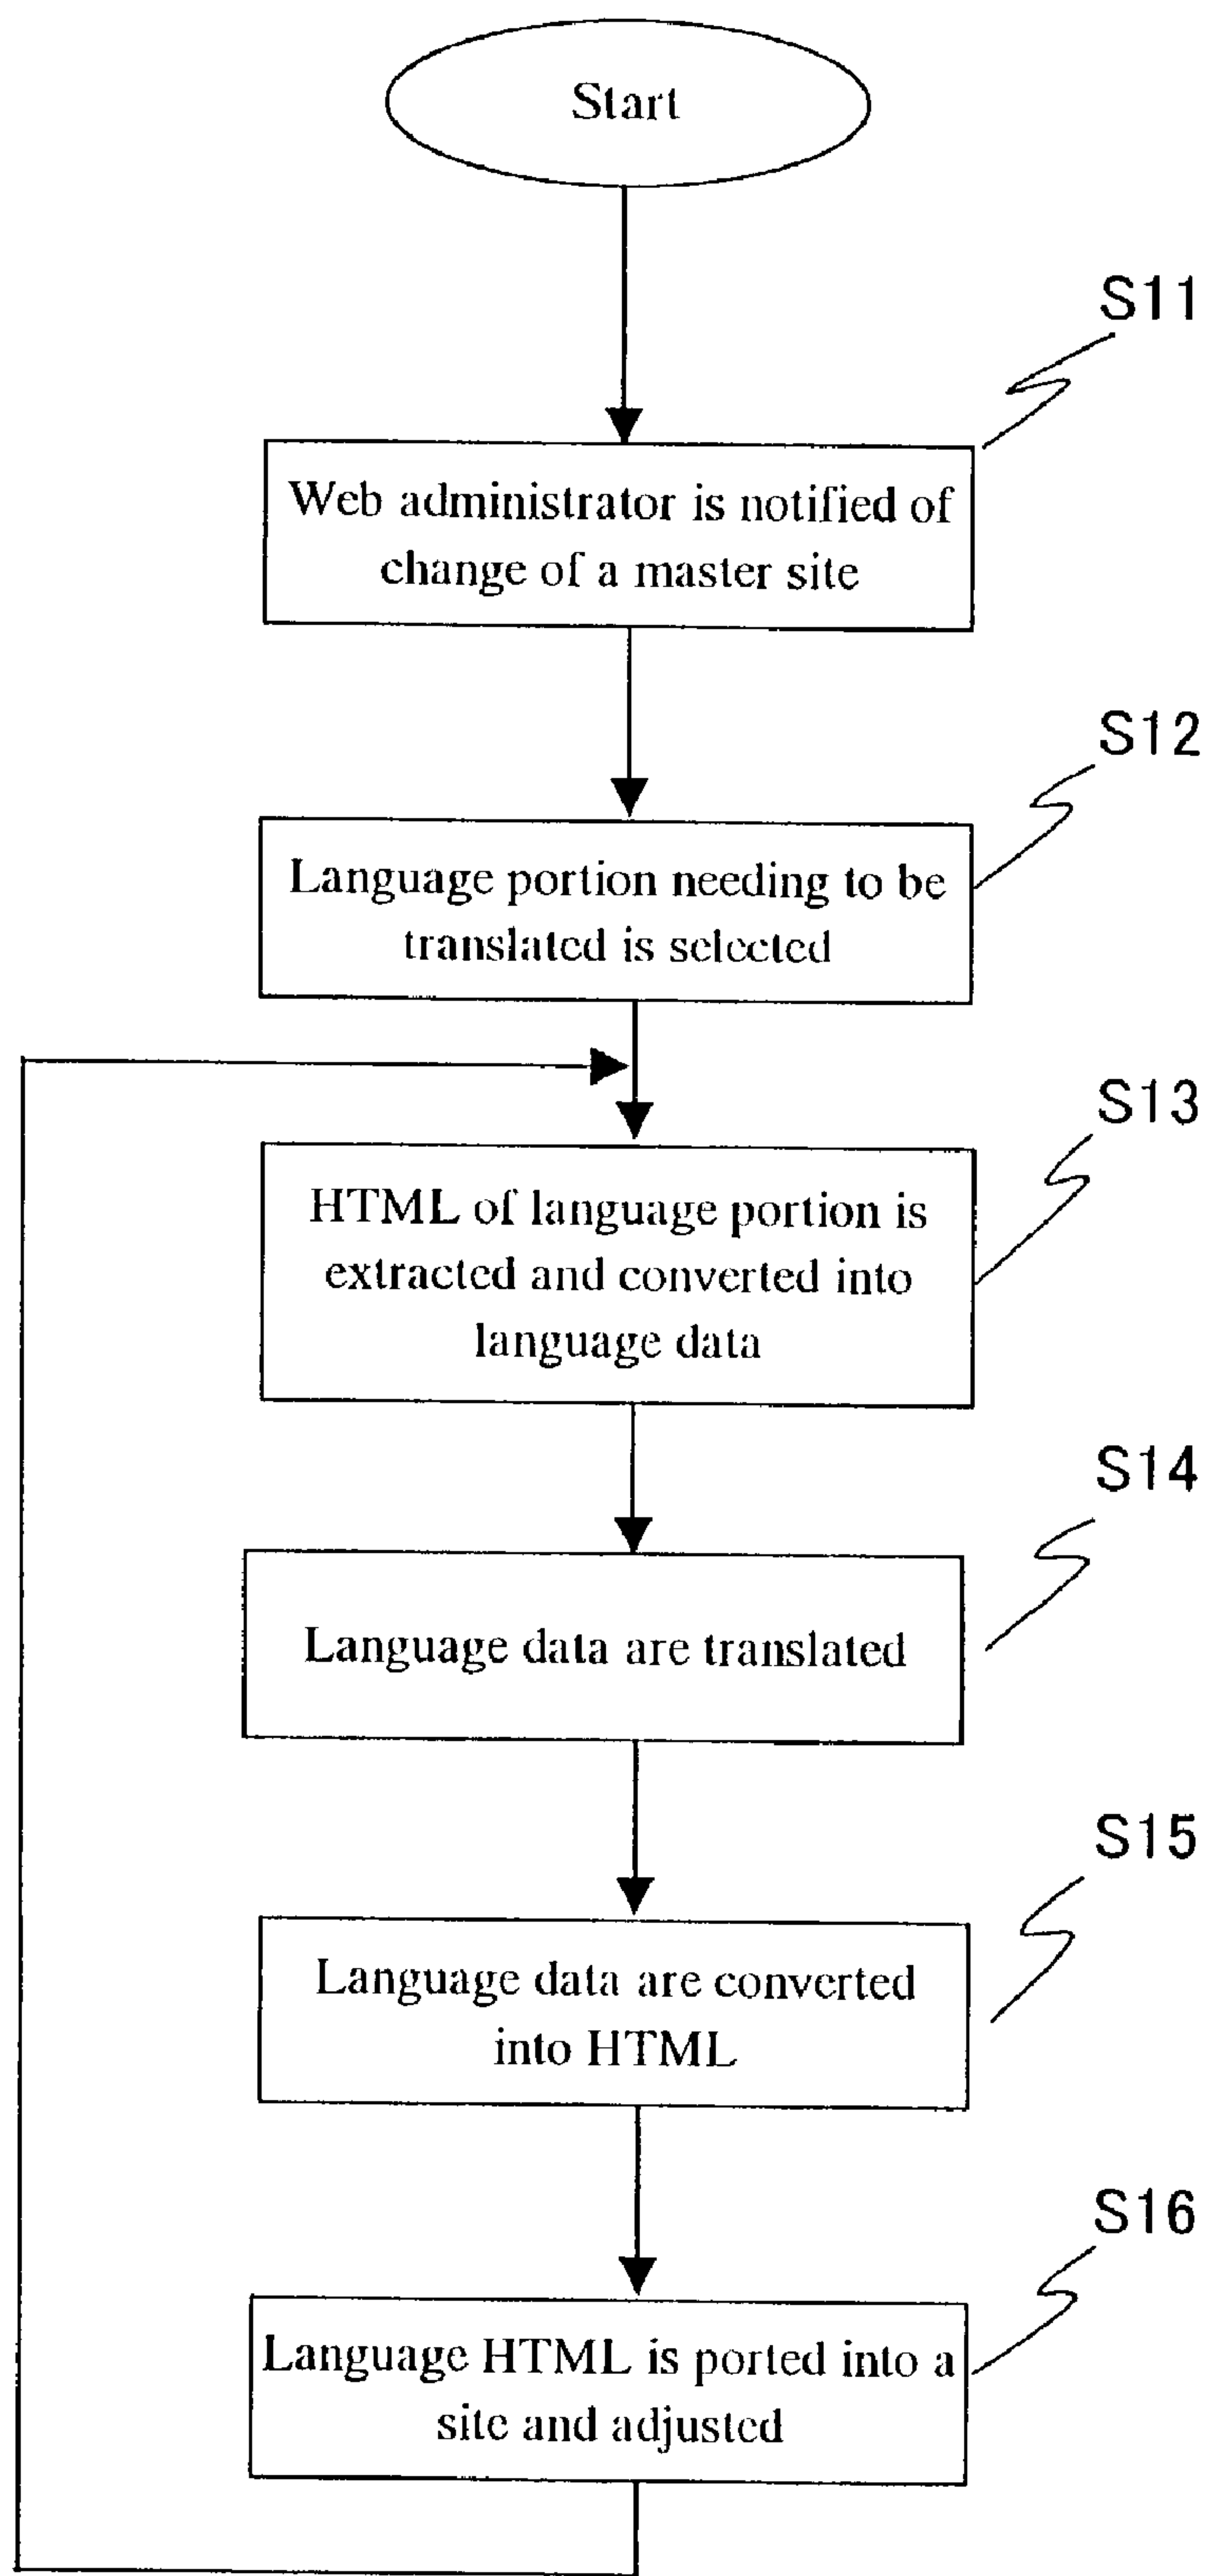 Start
S11
Web administrator is notified of
change of a master site
S12
Language portion needing to be
translated is selected
S13
HTML of language portion is
extracted and converted into
language data
S14
Language data are translated
S15
Language data are converted
into HTML
S16
Language HTML is ported into a
site and adjusted